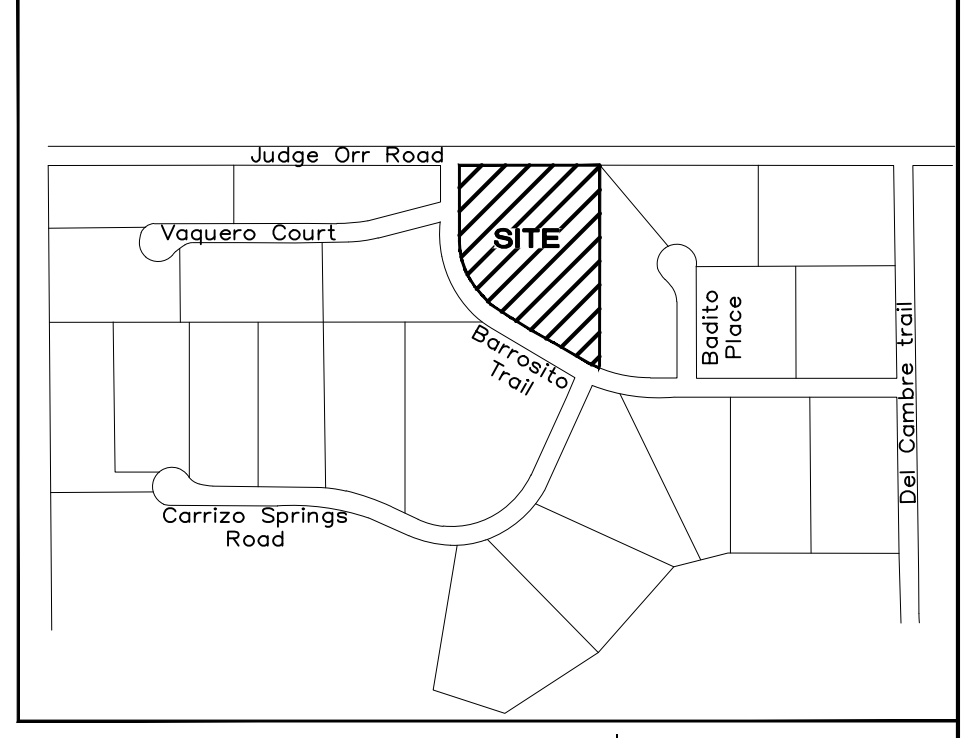 Judge Orr Road
Vaquero Court
SITE
Badito
Place
Del Cambre trail
Barrosito
Trail
Carrizo Springs
Road